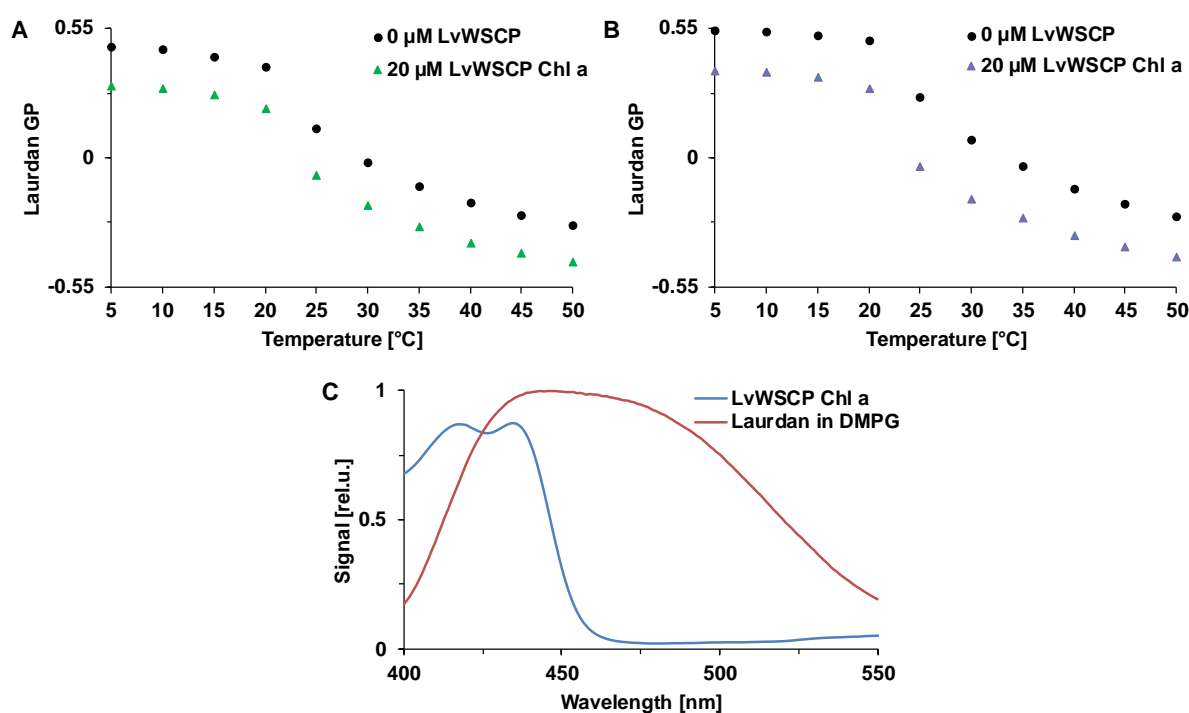 A
0.55
0
-0.55
Laurdan GP
0 µM LvWSCP
20 µM LvWSCP Chl a
5 10 15 20 25 30 35 40 45 50
Temperature [°C]
B
0.55
0
-0.55
Laurdan GP
0 µM LvWSCP
20 µM LvWSCP Chl a
5 10 15 20 25 30 35 40 45 50
Temperature [°C]
C
1
0.5
0
Signal [rel.u.]
LvWSCP Chl a
Laurdan in DMPG
400 450 500 550
Wavelength [nm]